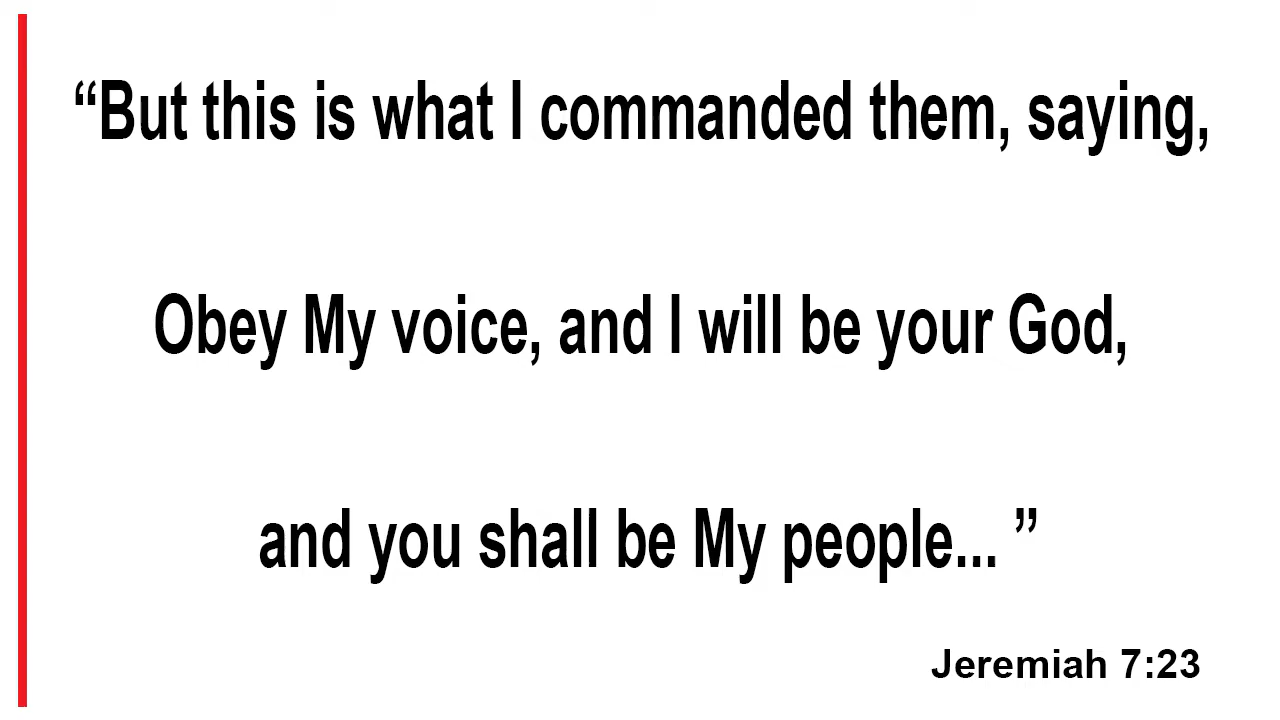 “But this is what I commanded them, saying,
Obey My voice, and I will be your God,
and you shall be My people... ”
Jeremiah 7:23